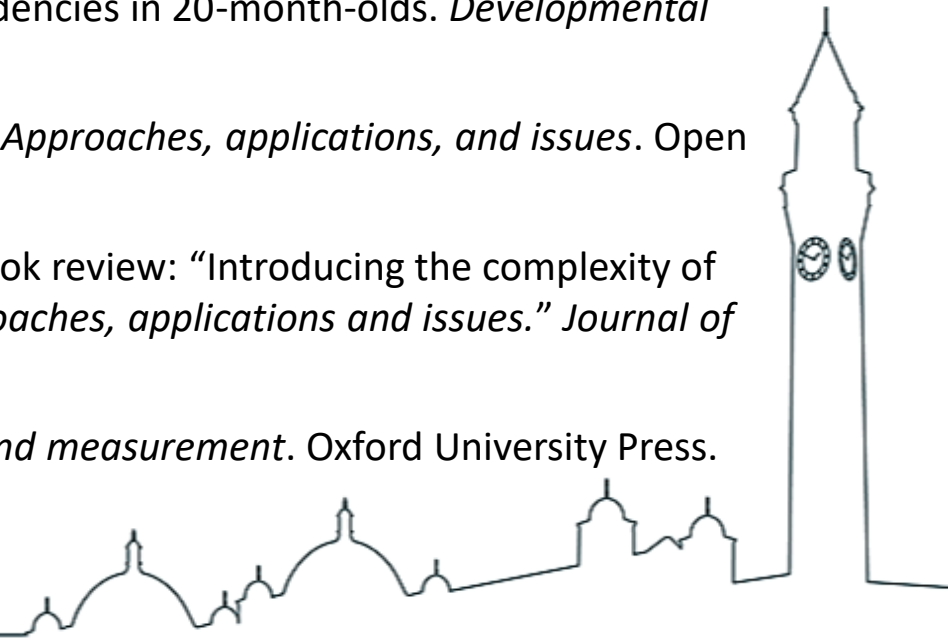 dencies in 20-month-olds. Developmental
Approaches, applications, and issues. Open
ok review: “Introducing the complexity of
oaches, applications and issues.” Journal of
nd measurement. Oxford University Press.